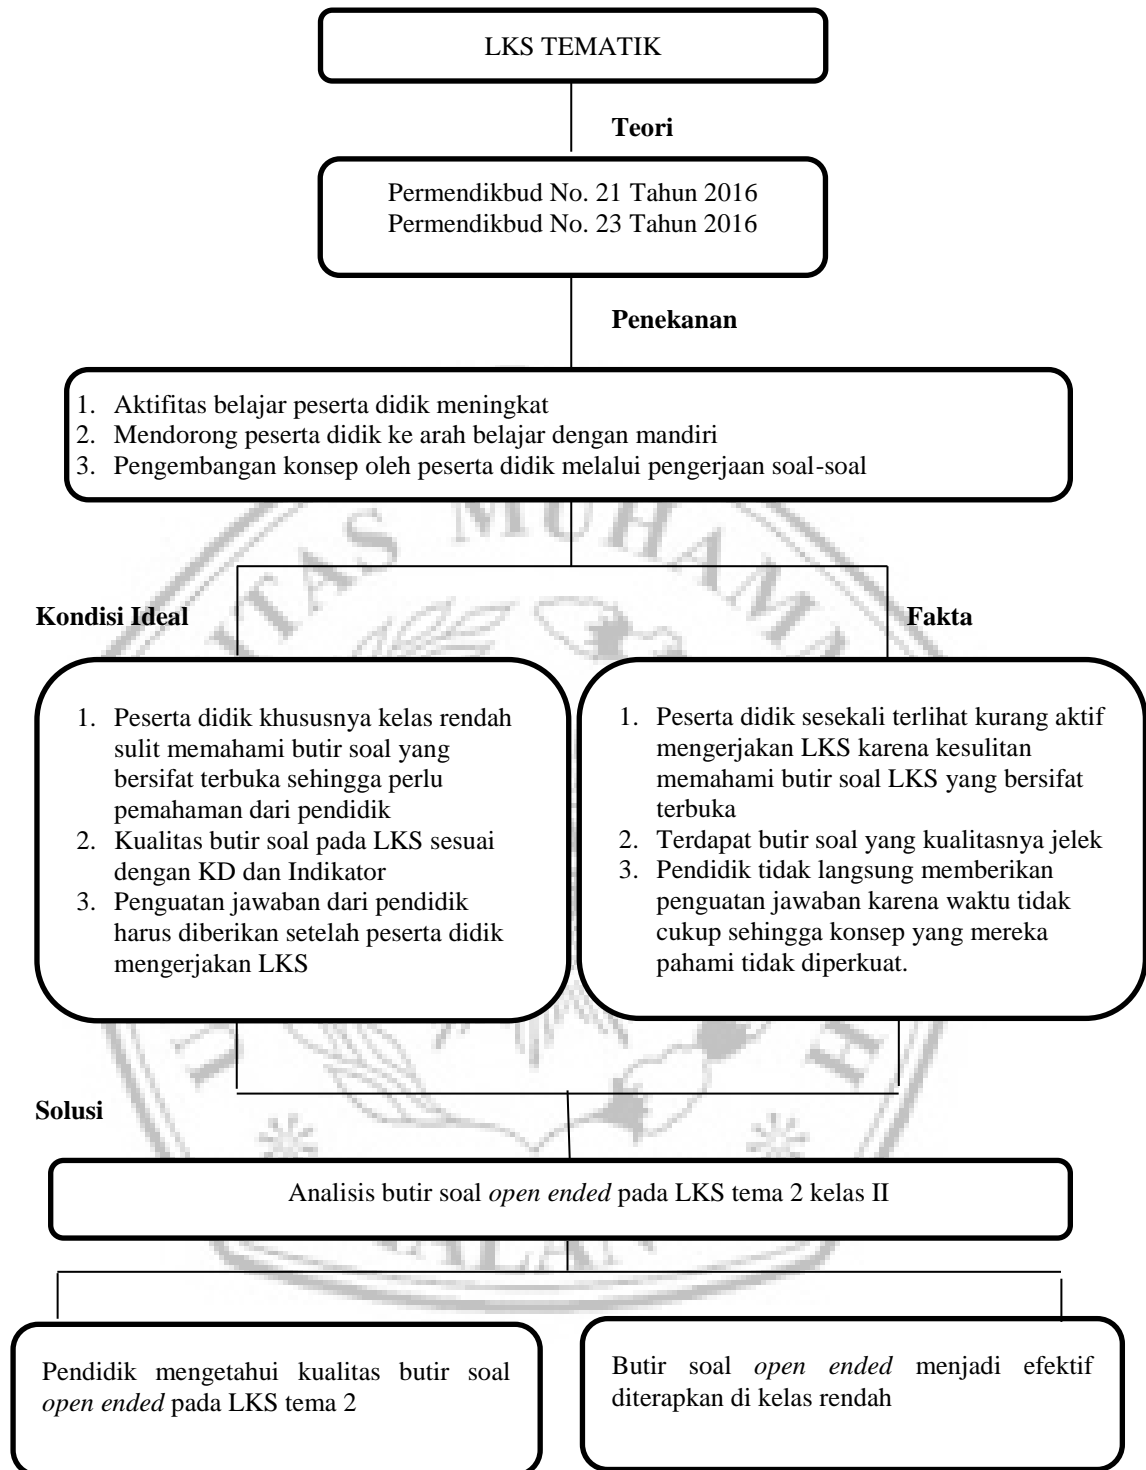 LKS TEMATIK
Teori
Permendikbud No. 21 Tahun 2016
Permendikbud No. 23 Tahun 2016
Penekanan
1. Aktifitas belajar peserta didik meningkat
2. Mendorong peserta didik ke arah belajar dengan mandiri
3. Pengembangan konsep oleh peserta didik melalui pengerjaan soal-soal
Kondisi Ideal
1. Peserta didik khususnya kelas rendah
sulit memahami butir soal yang
bersifat terbuka sehingga perlu
pemahaman dari pendidik
2. Kualitas butir soal pada LKS sesuai
dengan KD dan Indikator
3. Penguatan jawaban dari pendidik
harus diberikan setelah peserta didik
mengerjakan LKS
Fakta
1. Peserta didik sesekali terlihat kurang aktif
mengerjakan LKS karena kesulitan
memahami butir soal LKS yang bersifat
terbuka
2. Terdapat butir soal yang kualitasnya jelek
3. Pendidik tidak langsung memberikan
penguatan jawaban karena waktu tidak
cukup sehingga konsep yang mereka
pahami tidak diperkuat.
Solusi
Analisis butir soal open ended pada LKS tema 2 kelas II
Pendidik mengetahui kualitas butir soal
open ended pada LKS tema 2
Butir soal open ended menjadi efektif
diterapkan di kelas rendah